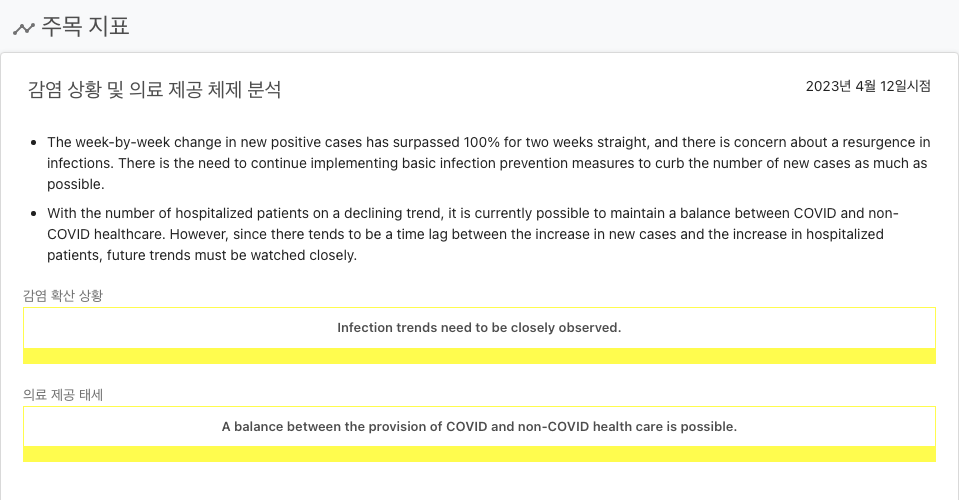 주목 지표
감염 상황 및 의료 제공 체제 분석
2023년 4월 12일시점
• The week-by-week change in new positive cases has surpassed 100% for two weeks straight, and there is concern about a resurgence in
infections. There is the need to continue implementing basic infection prevention measures to curb the number of new cases as much as
possible.
• With the number of hospitalized patients on a declining trend, it is currently possible to maintain a balance between COVID and non-
COVID healthcare. However, since there tends to be a time lag between the increase in new cases and the increase in hospitalized
patients, future trends must be watched closely.
감염 확산 상황
Infection trends need to be closely observed.
의료 제공 태세
A balance between the provision of COVID and non-COVID health care is possible.